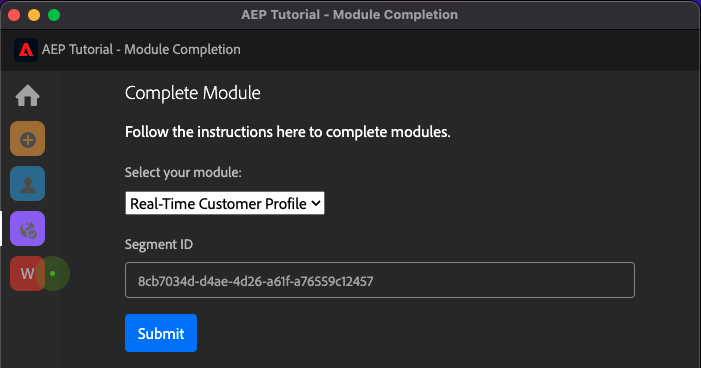 AEP Tutorial - Module Completion
AEP Tutorial - Module Completion
Complete Module
Follow the instructions here to complete modules.
Select your module:
Real-Time Customer Profile
Segment ID
8cb7034d-d4ae-4d26-a61f-a76559c12457
W
Submit